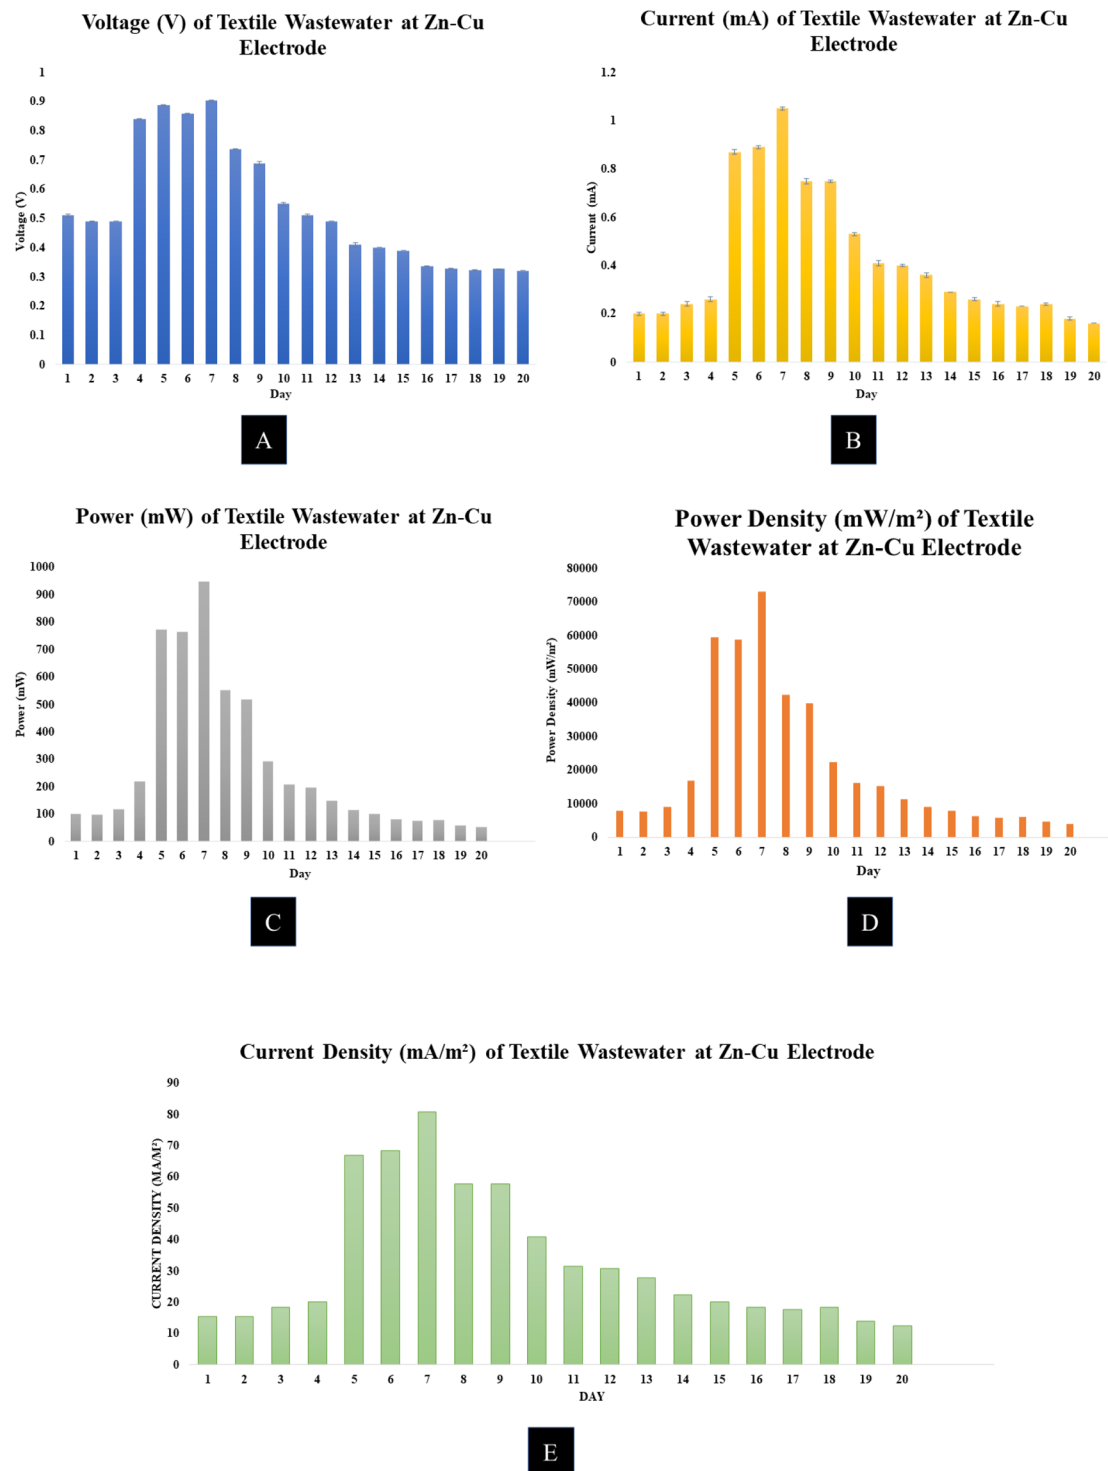 Voltage (V) of Textile Wastewater at Zn-Cu
Electrode
1
0.9
0.8
0.7
0.6
0.5
0.4
0.3
0.2
0.1
0
Voltage (V)
1 2 3 4 5 6 7 8 9 10 11 12 13 14 15 16 17 18 19 20
Day
A
Current (mA) of Textile Wastewater at Zn-Cu
Electrode
1.2
1
0.8
0.6
0.4
0.2
0
Current (mA)
1 2 3 4 5 6 7 8 9 10 11 12 13 14 15 16 17 18 19 20
Day
B
Power (mW) of Textile Wastewater at Zn-Cu
Electrode
1000
900
800
700
600
500
400
300
200
100
0
Power (mW)
1 2 3 4 5 6 7 8 9 10 11 12 13 14 15 16 17 18 19 20
Day
C
Power Density (mW/m²) of Textile
Wastewater at Zn-Cu Electrode
80000
70000
60000
50000
40000
30000
20000
10000
0
Power Density (mW/m²)
1 2 3 4 5 6 7 8 9 10 11 12 13 14 15 16 17 18 19 20
Day
D
Current Density (mA/m²) of Textile Wastewater at Zn-Cu Electrode
90
80
70
60
50
40
30
20
10
0
CURRENT DENSITY (MA/M²)
1 2 3 4 5 6 7 8 9 10 11 12 13 14 15 16 17 18 19 20
DAY
E